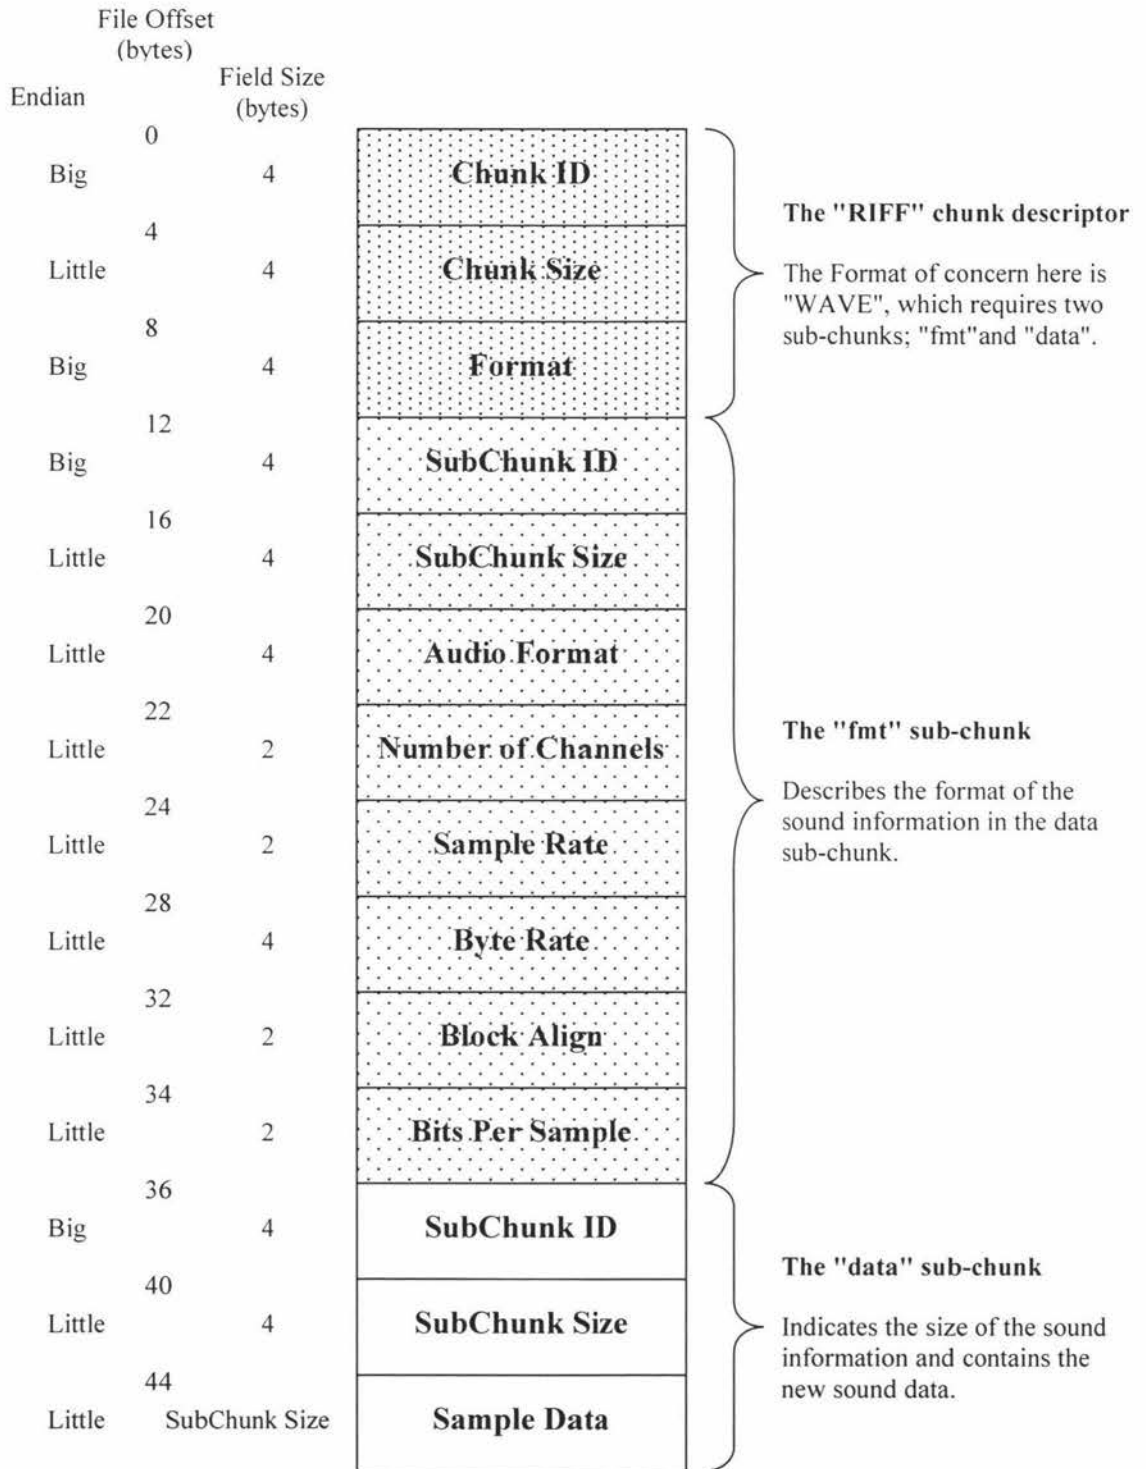 File Offset
(bytes)
Endian
Field Size
(bytes)
0
Big 4 Chunk ID
4
Little 4 Chunk Size
8
Big 4 Format
12
Big 4 SubChunk ID
16
Little 4 SubChunk Size
20
Little 4 Audio Format
22
Little 2 Number of Channels
24
Little 2 Sample Rate
28
Little 4 Byte Rate
32
Little 2 Block Align
34
Little 2 Bits Per Sample
36
Big 4 SubChunk ID
40
Little 4 SubChunk Size
44
Little SubChunk Size Sample Data
The "RIFF" chunk descriptor
The Format of concern here is
"WAVE", which requires two
sub-chunks; "fmt"and "data".
The "fmt" sub-chunk
Describes the format of the
sound information in the data
sub-chunk.
The "data" sub-chunk
Indicates the size of the sound
information and contains the
new sound data.